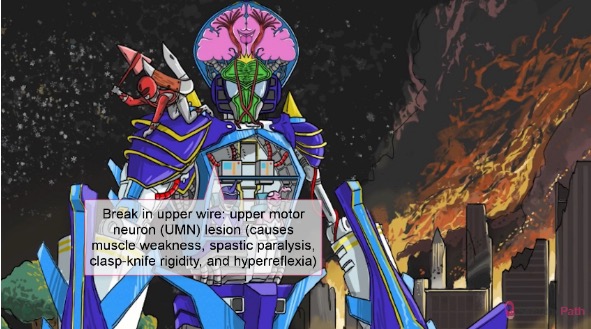 Break in upper wire: upper motor
neuron (UMN) lesion (causes
muscle weakness, spastic paralysis,
clasp-knife rigidity, and hyperreflexia)
Path